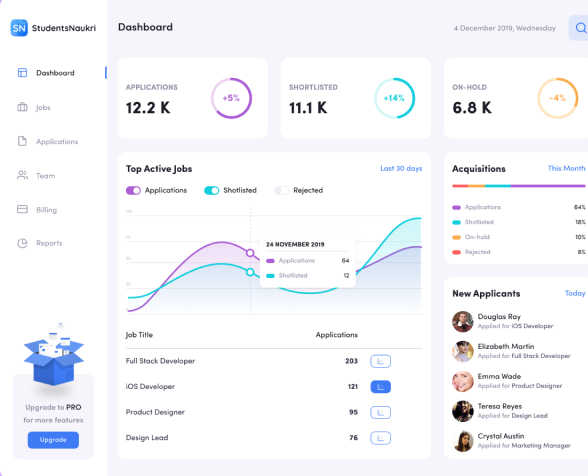 SN StudentsNaukri
Dashboard
Jobs
Applications
Team
Billing
Reports
Upgrade to PRO
for more features
Upgrade
Dashboard
4 December 2019, Wednesday
APPLICATIONS
12.2 K
+5%
SHORTLISTED
11.1 K
+14%
ON-HOLD
6.8 K
-4%
Top Active Jobs
Last 30 days
Applications
Shotlisted
Rejected
100
24 NOVEMBER 2019
Applications 64
Shotlisted 12
Job Title Applications
Full Stack Developer 203
iOS Developer 121
Product Designer 95
Design Lead 76
Acquisitions
This Month
Applications 64%
Shotlisted 18%
On-hold 10%
Rejected 8%
New Applicants
Today
Douglas Ray
Applied for iOS Developer
Elizabeth Martin
Applied for Full Stack Developer
Emma Wade
Applied for Product Designer
Teresa Reyes
Applied for Design Lead
Crystal Austin
Applied for Marketing Manager